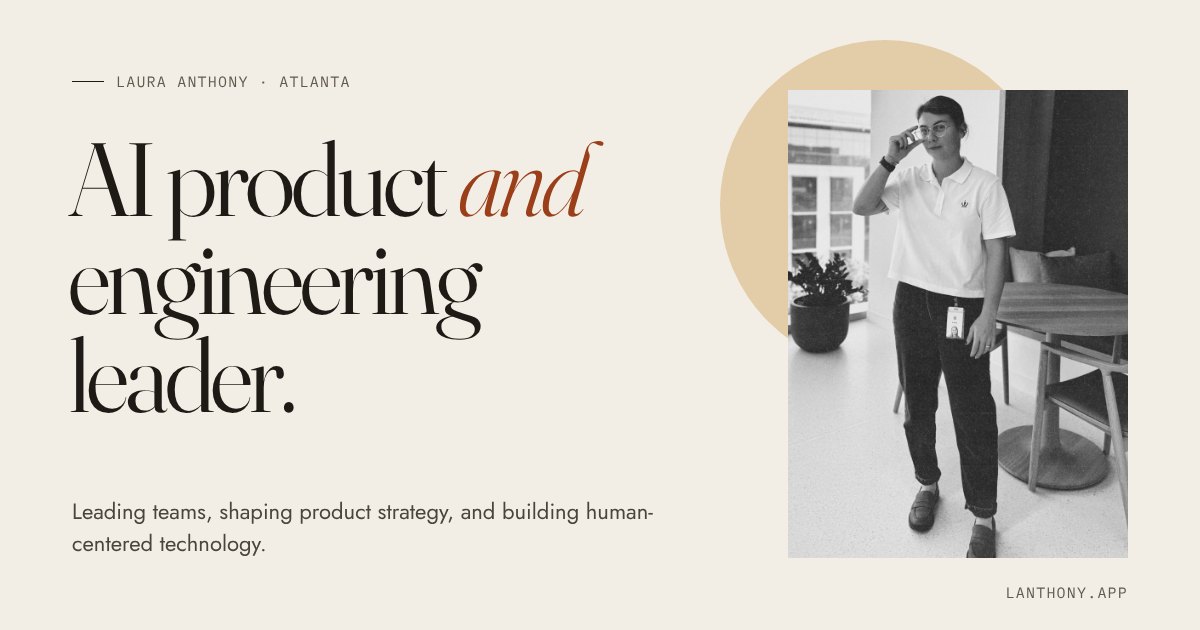 LAURA ANTHONY · ATLANTA
AI product and
engineering
leader.
Leading teams, shaping product strategy, and building human-
centered technology.
LANTHONY.APP